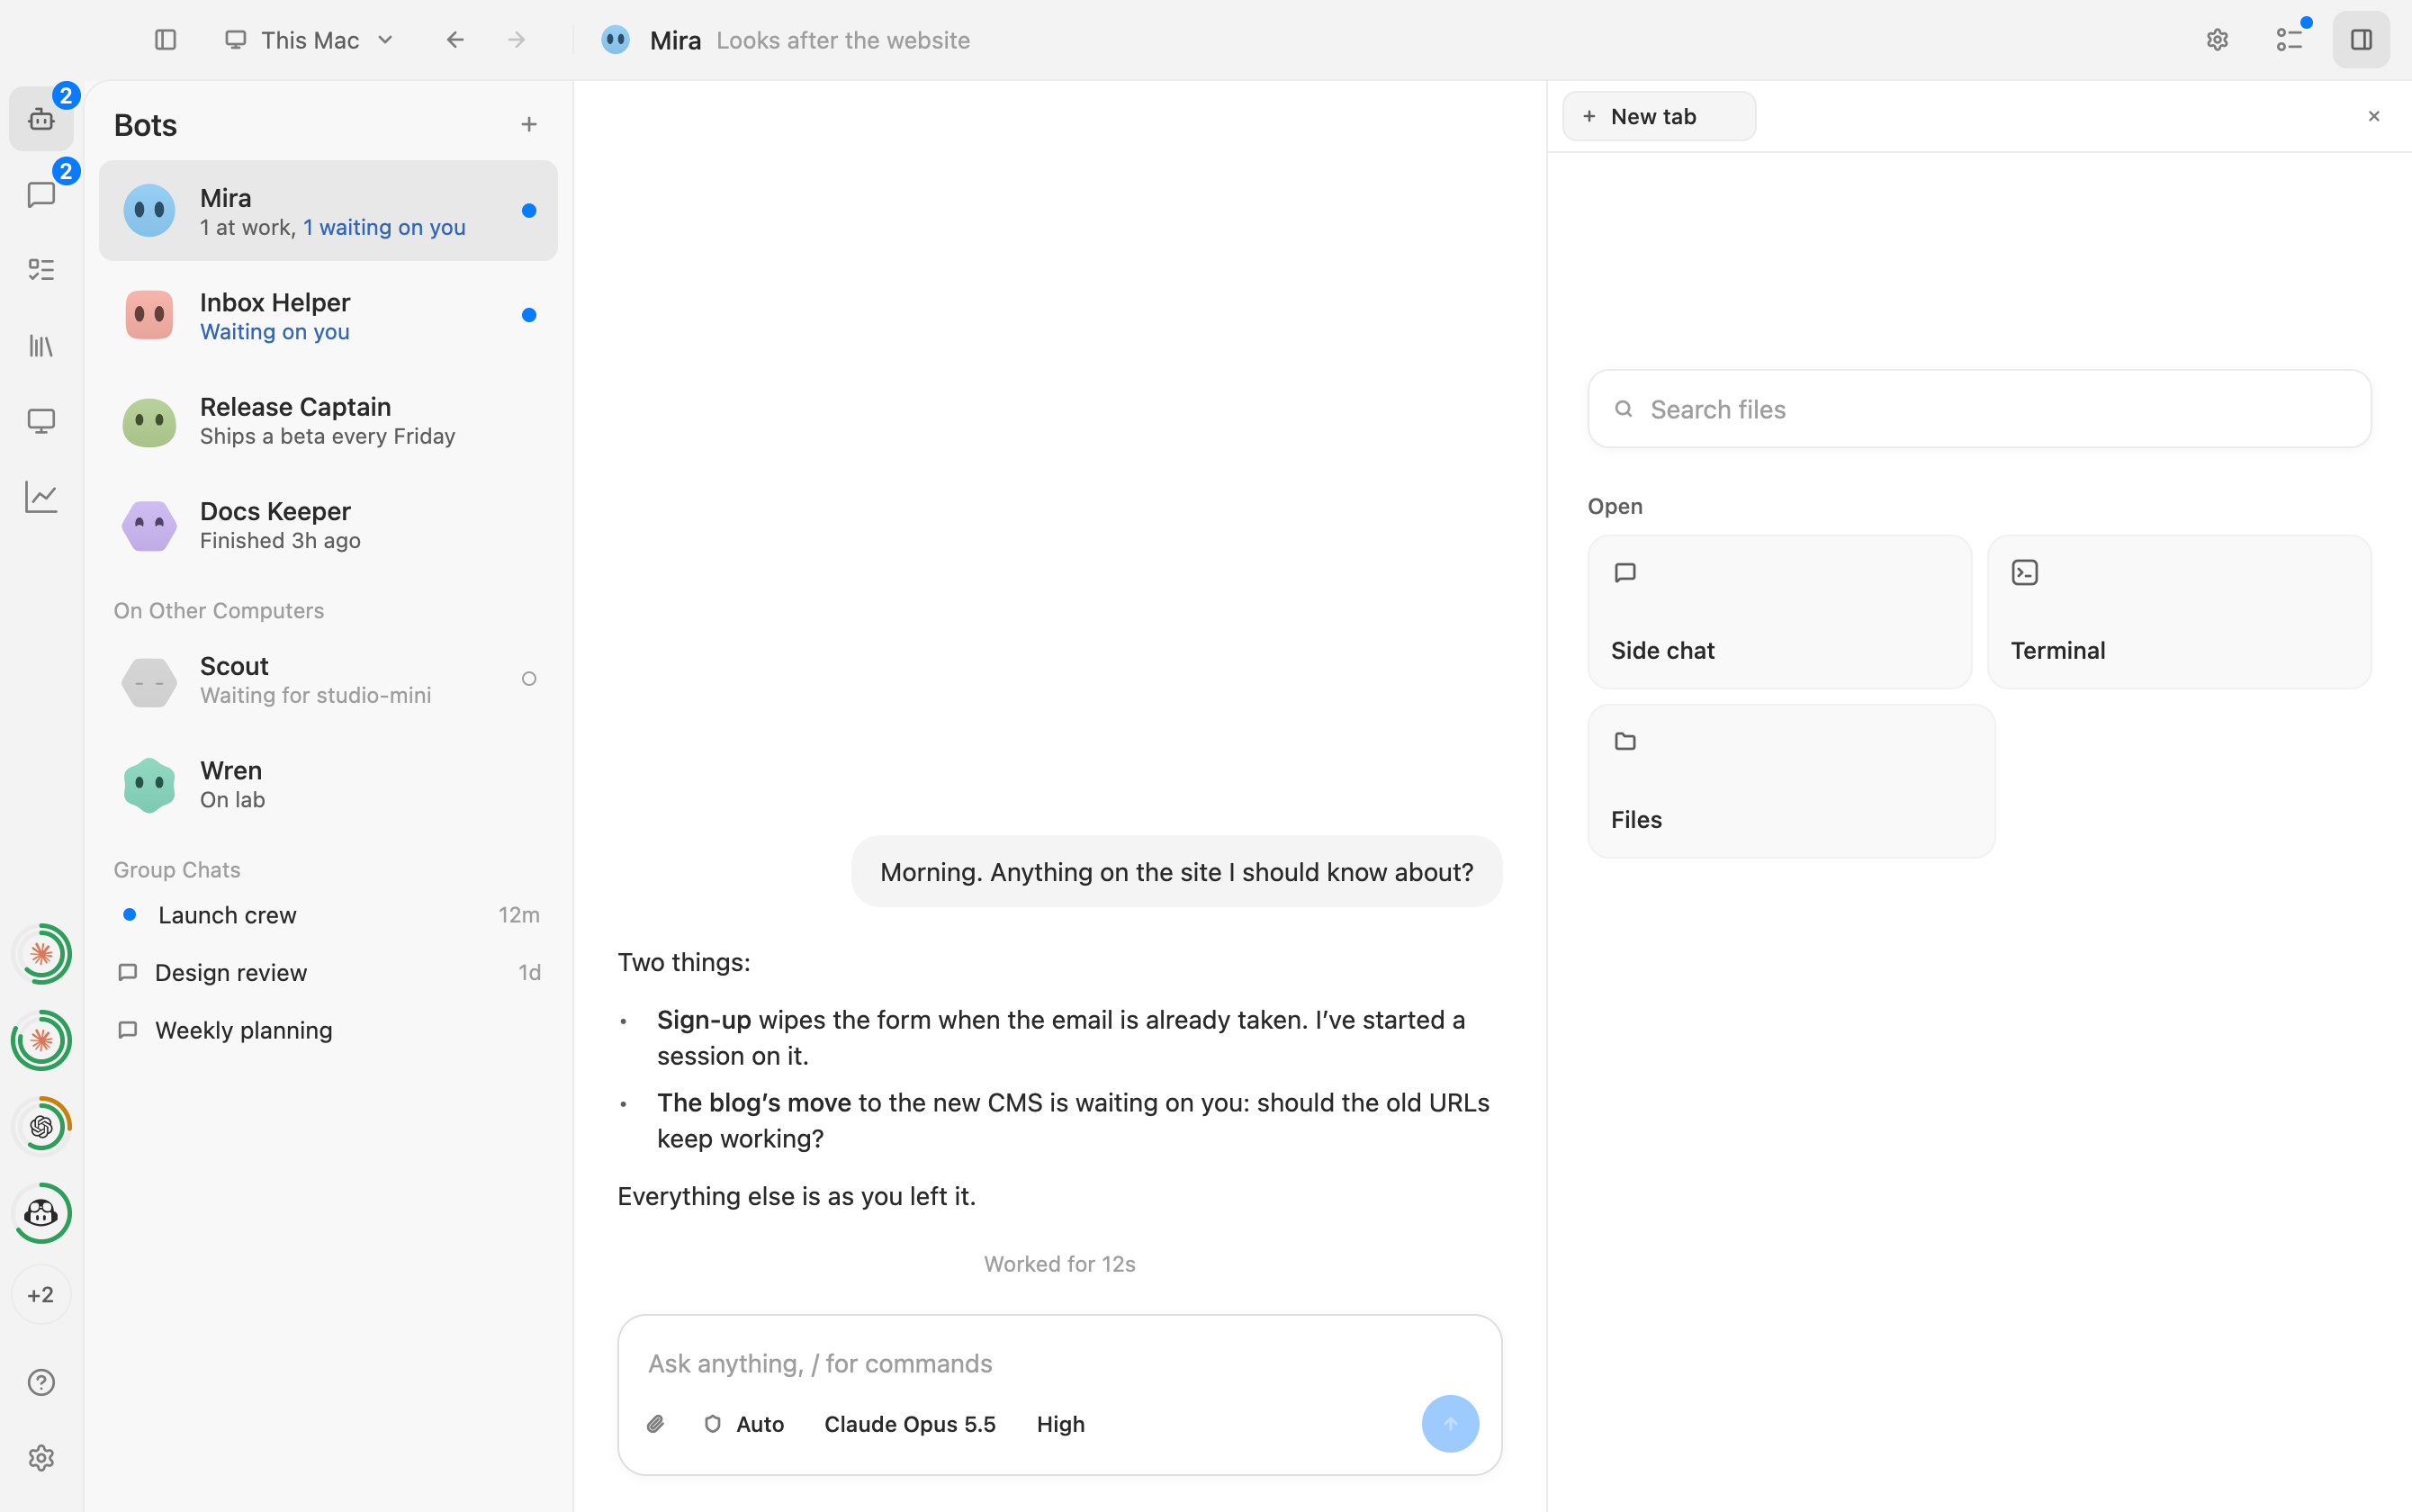 This Mac
Mira Looks after the website
2
2
Bots
Mira
1 at work, 1 waiting on you
Inbox Helper
Waiting on you
Release Captain
Ships a beta every Friday
Docs Keeper
Finished 3h ago
On Other Computers
Scout
Waiting for studio-mini
Wren
On lab
Group Chats
Launch crew 12m
Design review 1d
Weekly planning
+2
Morning. Anything on the site I should know about?
Two things:
• Sign-up wipes the form when the email is already taken. I’ve started a
session on it.
• The blog’s move to the new CMS is waiting on you: should the old URLs
keep working?
Everything else is as you left it.
Worked for 12s
Ask anything, / for commands
Auto Claude Opus 5.5 High
New tab
Search files
Open
Side chat
Terminal
Files